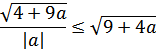 √(4 + 9a) / |a| ≤ √(9 + 4a)